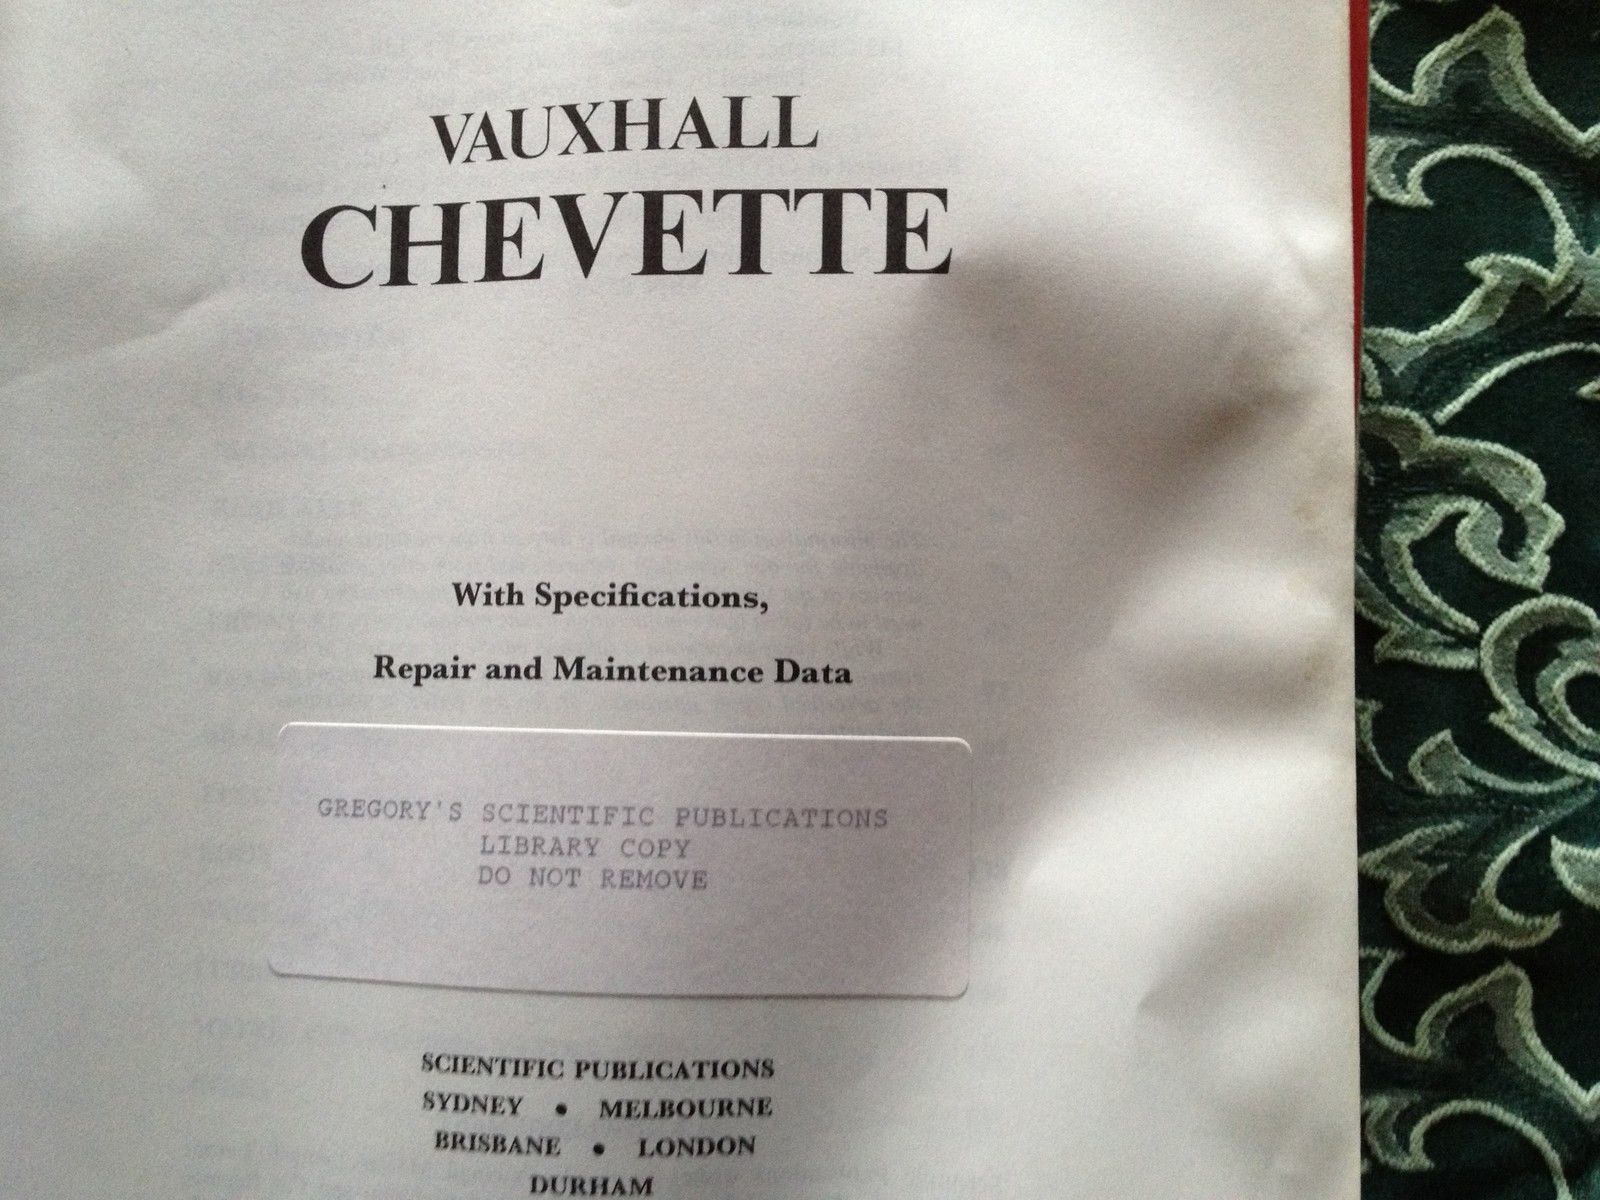 VAUXHALL
CHEVETTE
With Specifications,
Repair and Maintenance Data
GREGORY'S SCIENTIFIC PUBLICATIONS
LIBRARY COPY
DO NOT REMOVE
SCIENTIFIC PUBLICATIONS
SYDNEY • MELBOURNE
BRISBANE • LONDON
DURHAM